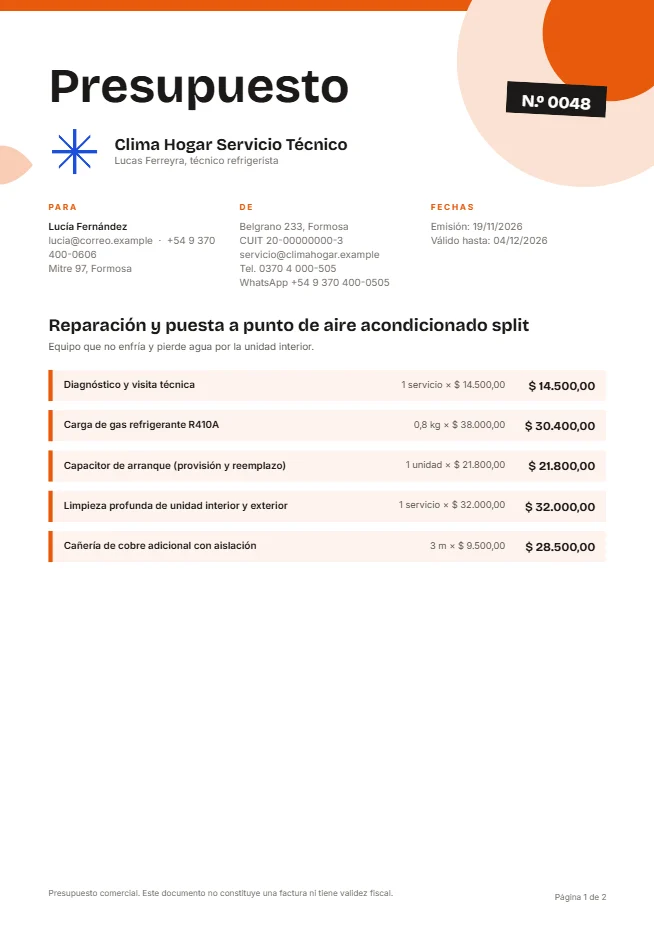 Presupuesto
N.º 0048
Clima Hogar Servicio Técnico
Lucas Ferreyra, técnico refrigerista
PARA
Lucía Fernández
lucia@correo.example · +54 9 370
400-0606
Mitre 97, Formosa
DE
Belgrano 233, Formosa
CUIT 20-00000000-3
servicio@climahogar.example
Tel. 0370 4 000-505
WhatsApp +54 9 370 400-0505
FECHAS
Emisión: 19/11/2026
Válido hasta: 04/12/2026
Reparación y puesta a punto de aire acondicionado split
Equipo que no enfría y pierde agua por la unidad interior.
Diagnóstico y visita técnica 1 servicio × $ 14.500,00 $ 14.500,00
Carga de gas refrigerante R410A 0,8 kg × $ 38.000,00 $ 30.400,00
Capacitor de arranque (provisión y reemplazo) 1 unidad × $ 21.800,00 $ 21.800,00
Limpieza profunda de unidad interior y exterior 1 servicio × $ 32.000,00 $ 32.000,00
Cañería de cobre adicional con aislación 3 m × $ 9.500,00 $ 28.500,00
Presupuesto comercial. Este documento no constituye una factura ni tiene validez fiscal.
Página 1 de 2